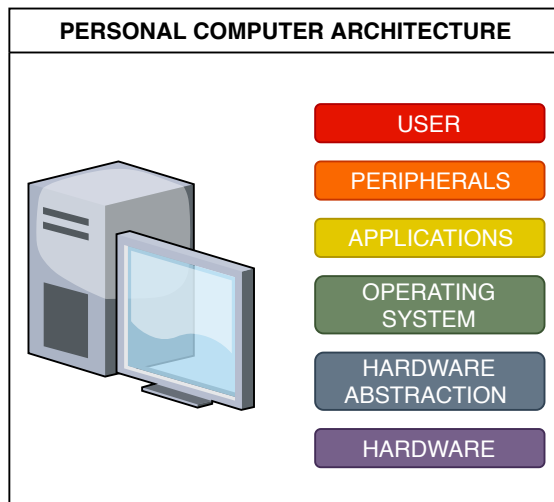 PERSONAL COMPUTER ARCHITECTURE
USER
PERIPHERALS
APPLICATIONS
OPERATING
SYSTEM
HARDWARE
ABSTRACTION
HARDWARE